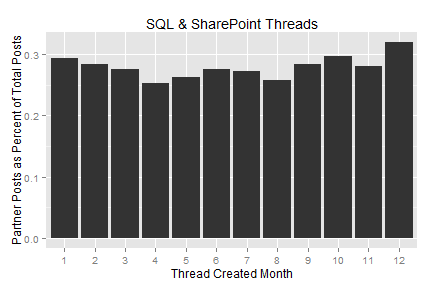 SQL & SharePoint Threads
Partner Posts as Percent of Total Posts
0.3
0.2
0.1
0.0
1 2 3 4 5 6 7 8 9 10 11 12
Thread Created Month